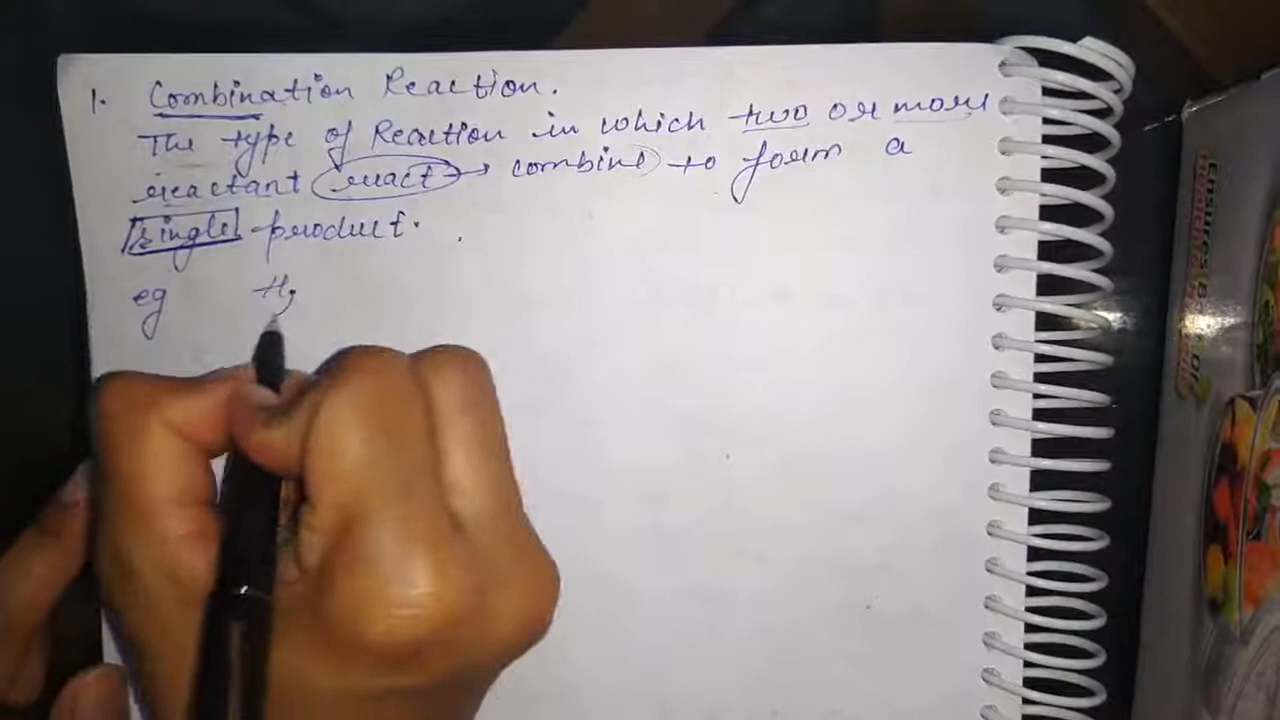 1. Combination Reaction.
The type of Reaction in which two or more
reactant react → combine to form a
single product.
eg H2
Ensures